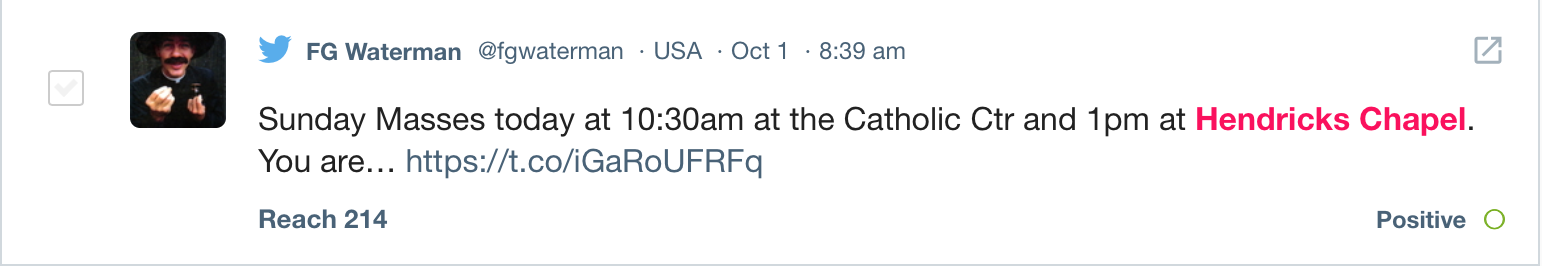 FG Waterman @fgwaterman · USA · Oct 1 · 8:39 am
Sunday Masses today at 10:30am at the Catholic Ctr and 1pm at Hendricks Chapel.
You are… https://t.co/iGaRoUFRFq
Reach 214
Positive